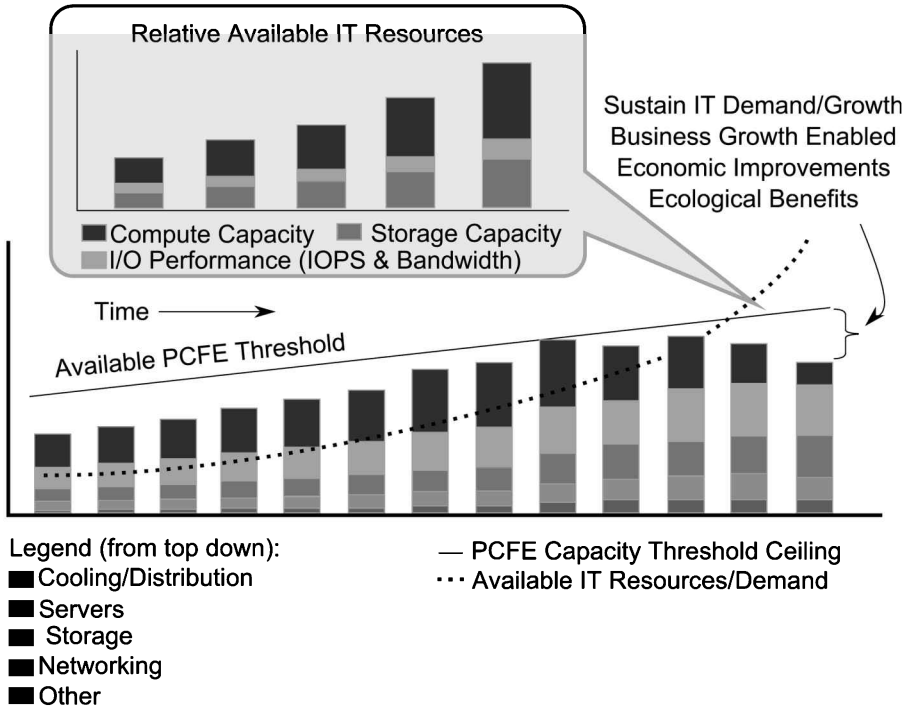 Relative Available IT Resources
Compute Capacity
Storage Capacity
I/O Performance (IOPS & Bandwidth)
Sustain IT Demand/Growth
Business Growth Enabled
Economic Improvements
Ecological Benefits
Time
Available PCFE Threshold
Legend (from top down):
Cooling/Distribution
Servers
Storage
Networking
Other
PCFE Capacity Threshold Ceiling
Available IT Resources/Demand